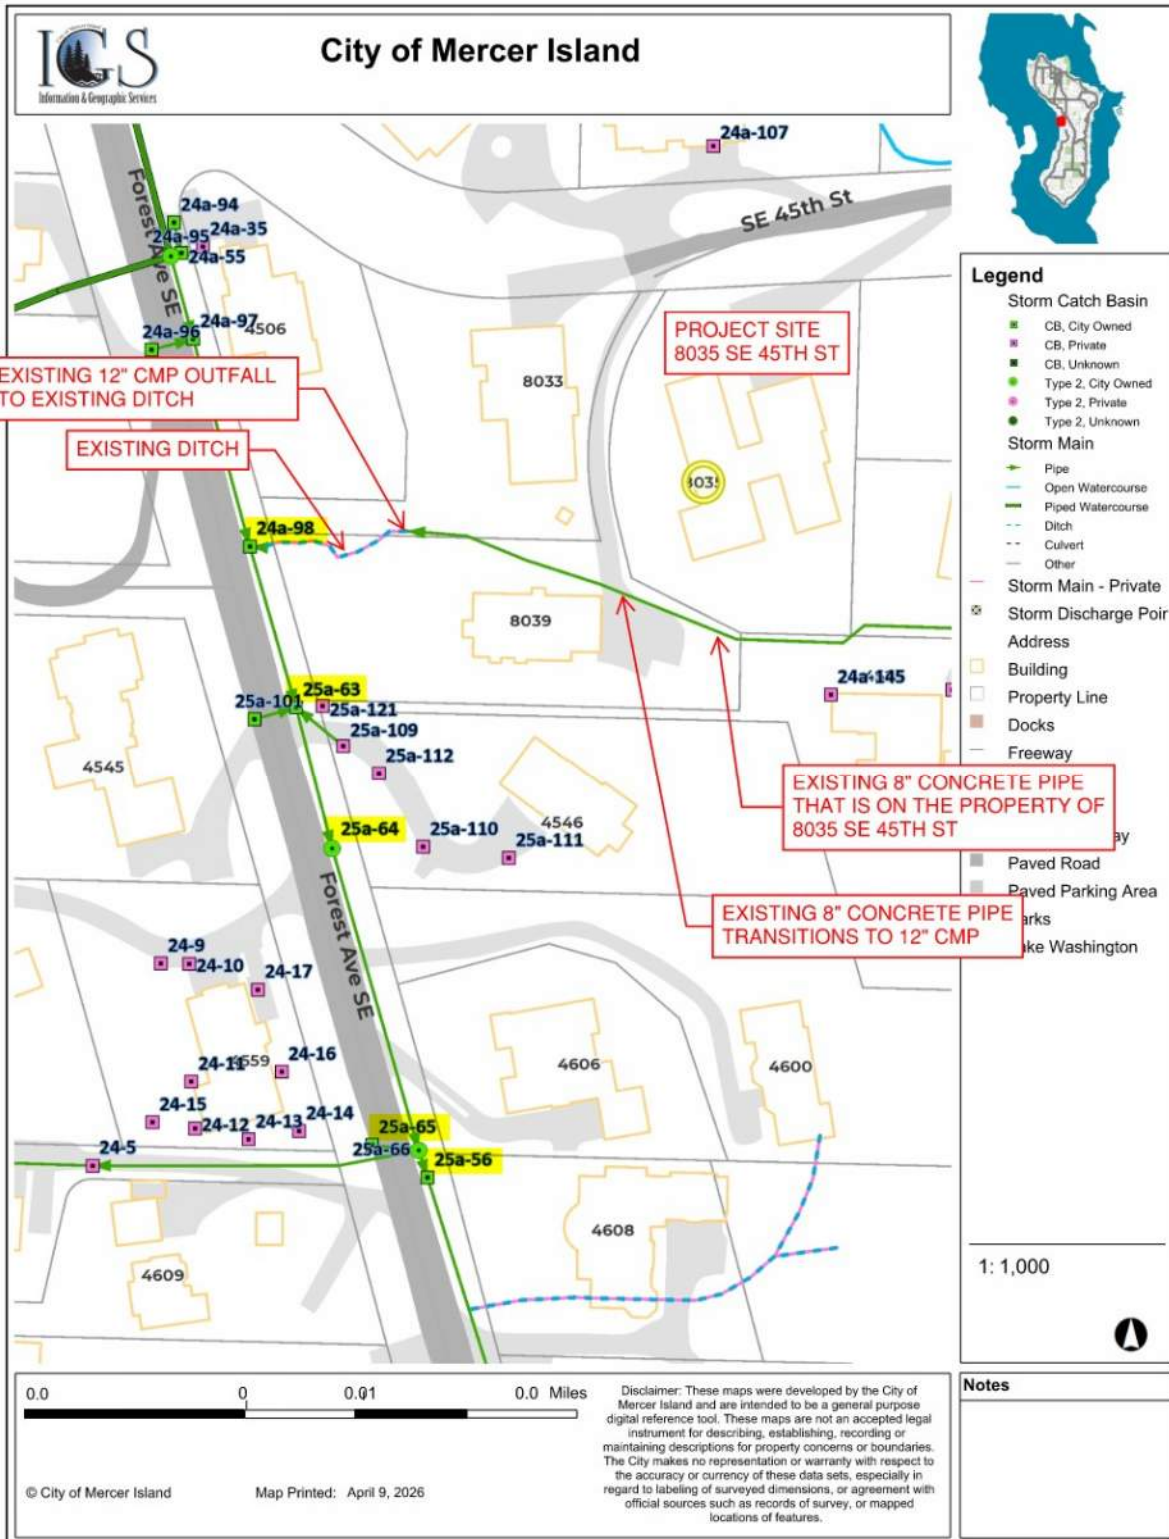 IGS
Information & Geographic Services
City of Mercer Island
24a-107
SE 45th St
Forest Ave SE
24a-94
24a-35
24a-95
24a-55
24a-97
24a-96
4506
PROJECT SITE
8035 SE 45TH ST
8033
EXISTING 12" CMP OUTFALL
TO EXISTING DITCH
EXISTING DITCH
8035
24a-98
8039
24a-145
25a-63
25a-101
25a-121
25a-109
25a-112
4545
EXISTING 8" CONCRETE PIPE
THAT IS ON THE PROPERTY OF
8035 SE 45TH ST
25a-64
25a-110
4546
25a-111
EXISTING 8" CONCRETE PIPE
TRANSITIONS TO 12" CMP
Forest Ave SE
24-9
24-10
24-17
24-11
4559
24-16
4606
4600
24-15
24-12
24-13
24-14
25a-65
25a-66
24-5
25a-56
4608
4609
Legend
Storm Catch Basin
CB, City Owned
CB, Private
CB, Unknown
Type 2, City Owned
Type 2, Private
Type 2, Unknown
Storm Main
Pipe
Open Watercourse
Piped Watercourse
Ditch
Culvert
Other
Storm Main - Private
Storm Discharge Poir
Address
Building
Property Line
Docks
Freeway
ay
Paved Road
Paved Parking Area
arks
ke Washington
1: 1,000
0.0 0 0.01 0.0 Miles
© City of Mercer Island
Map Printed: April 9, 2026
Disclaimer: These maps were developed by the City of
Mercer Island and are intended to be a general purpose
digital reference tool. These maps are not an accepted legal
instrument for describing, establishing, recording or
maintaining descriptions for property concerns or boundaries.
The City makes no representation or warranty with respect to
the accuracy or currency of these data sets, especially in
regard to labeling of surveyed dimensions, or agreement with
official sources such as records of survey, or mapped
locations of features.
Notes